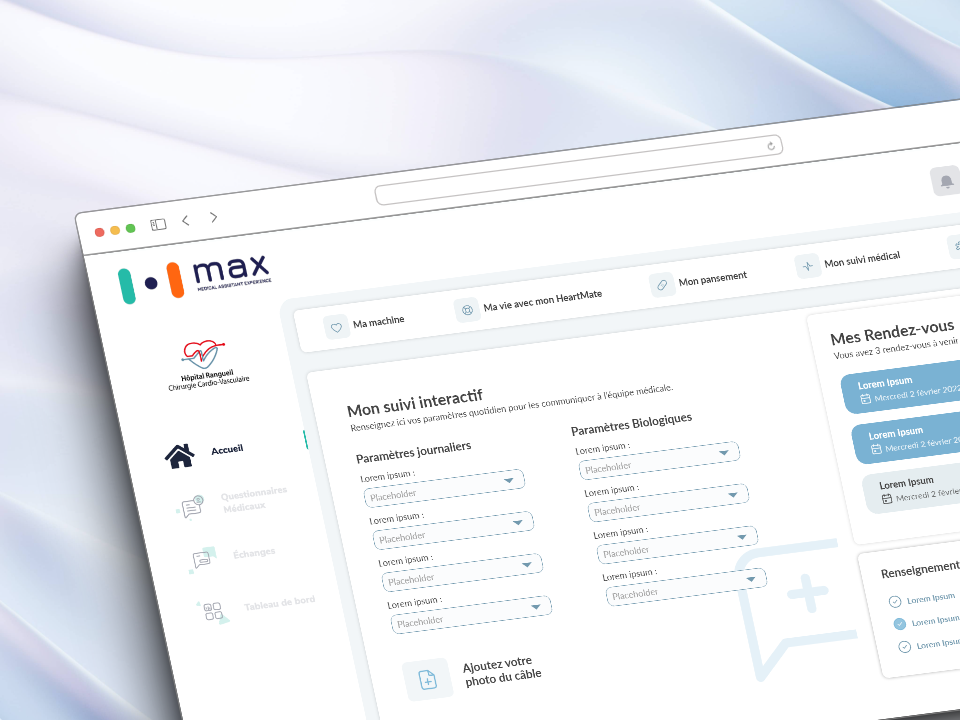 max
MEDICAL ASSISTANT EXPERIENCE
Hôpital Rangueil
Chirurgie Cardio-Vasculaire
Accueil
Questionnaires
Médicaux
Échanges
Tableau de bord
Ma machine
Ma vie avec mon HeartMate
Mon pansement
Mon suivi médical
Mon suivi interactif
Renseignez ici vos paramètres quotidien pour les communiquer à l'équipe médicale.
Paramètres journaliers
Lorem ipsum :
Placeholder
Lorem ipsum :
Placeholder
Lorem ipsum :
Placeholder
Lorem ipsum :
Placeholder
Paramètres Biologiques
Lorem ipsum :
Placeholder
Lorem ipsum :
Placeholder
Lorem ipsum :
Placeholder
Lorem ipsum :
Placeholder
Ajoutez votre
photo du câble
Mes Rendez-vous
Vous avez 3 rendez-vous à venir
Lorem Ipsum
Mercredi 2 février 2022
Lorem Ipsum
Mercredi 2 février
Lorem Ipsum
Mercredi 2
Renseignement
Lorem Ipsum
Lorem Ipsum
Lorem